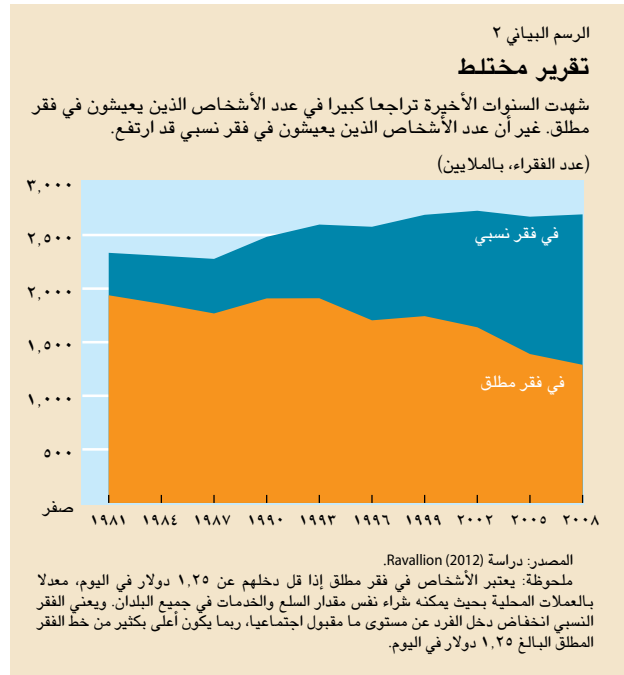 الرسم البياني ٢
تقرير مختلط
شهدت السنوات الأخيرة تراجعا كبيرا في عدد الأشخاص الذين يعيشون في فقر
مطلق. غير أن عدد الأشخاص الذين يعيشون في فقر نسبي قد ارتفع.
(عدد الفقراء، بالملايين)
٣,٠٠٠
٢,٥٠٠
في فقر نسبي
٢,٠٠٠
١,٥٠٠
في فقر مطلق
١,٠٠٠
٥٠٠
صفر
١٩٨١ ١٩٨٤ ١٩٨٧ ١٩٩٠ ١٩٩٣ ١٩٩٦ ١٩٩٩ ٢٠٠٢ ٢٠٠٥ ٢٠٠٨
المصدر: دراسة Ravallion (2012).
ملحوظة: يعتبر الأشخاص في فقر مطلق إذا قل دخلهم عن ١,٢٥ دولار في اليوم، معدلا
بالعملات المحلية بحيث يمكنه شراء نفس مقدار السلع والخدمات في جميع البلدان. ويعني الفقر
النسبي انخفاض دخل الفرد عن مستوى ما مقبول اجتماعيا، ربما يكون أعلى بكثير من خط الفقر
المطلق البالغ ١,٢٥ دولار في اليوم.